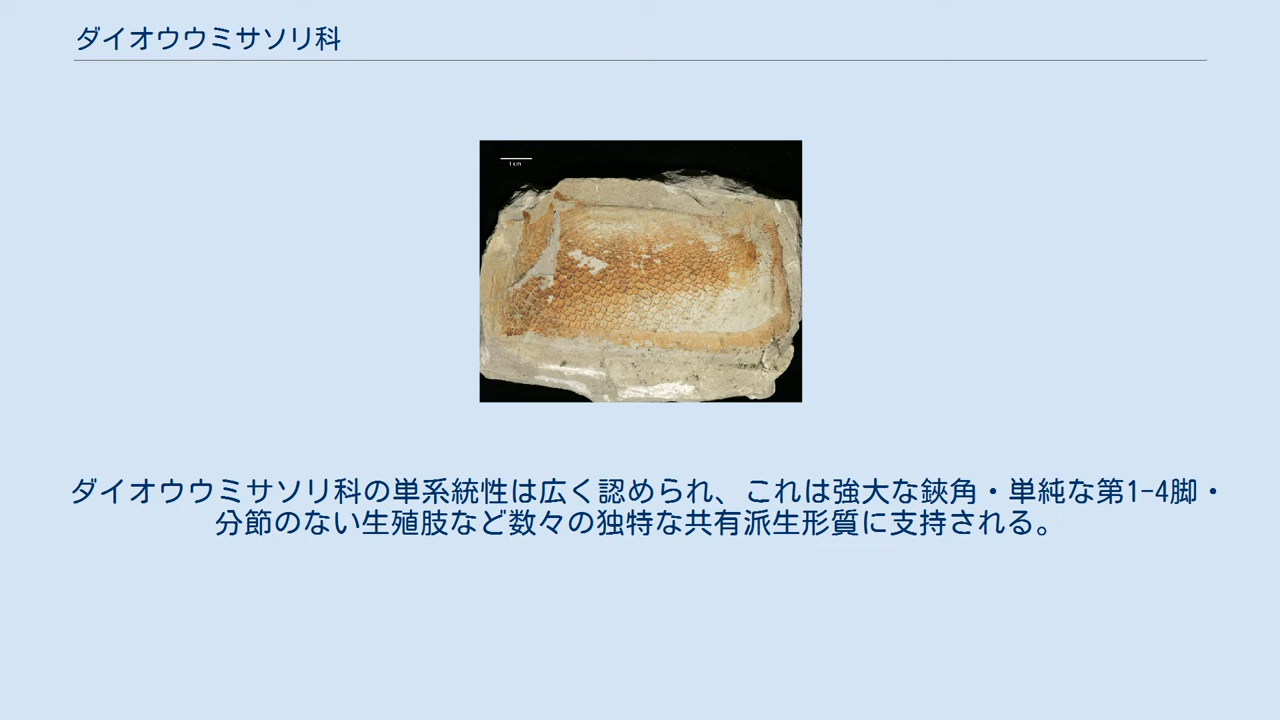 ダイオウウミサソリ科
1 cm
ダイオウウミサソリ科の単系統性は広く認められ、これは強大な鋏角・単純な第1-4脚・
分節のない生殖肢など数々の独特な共有派生形質に支持される。